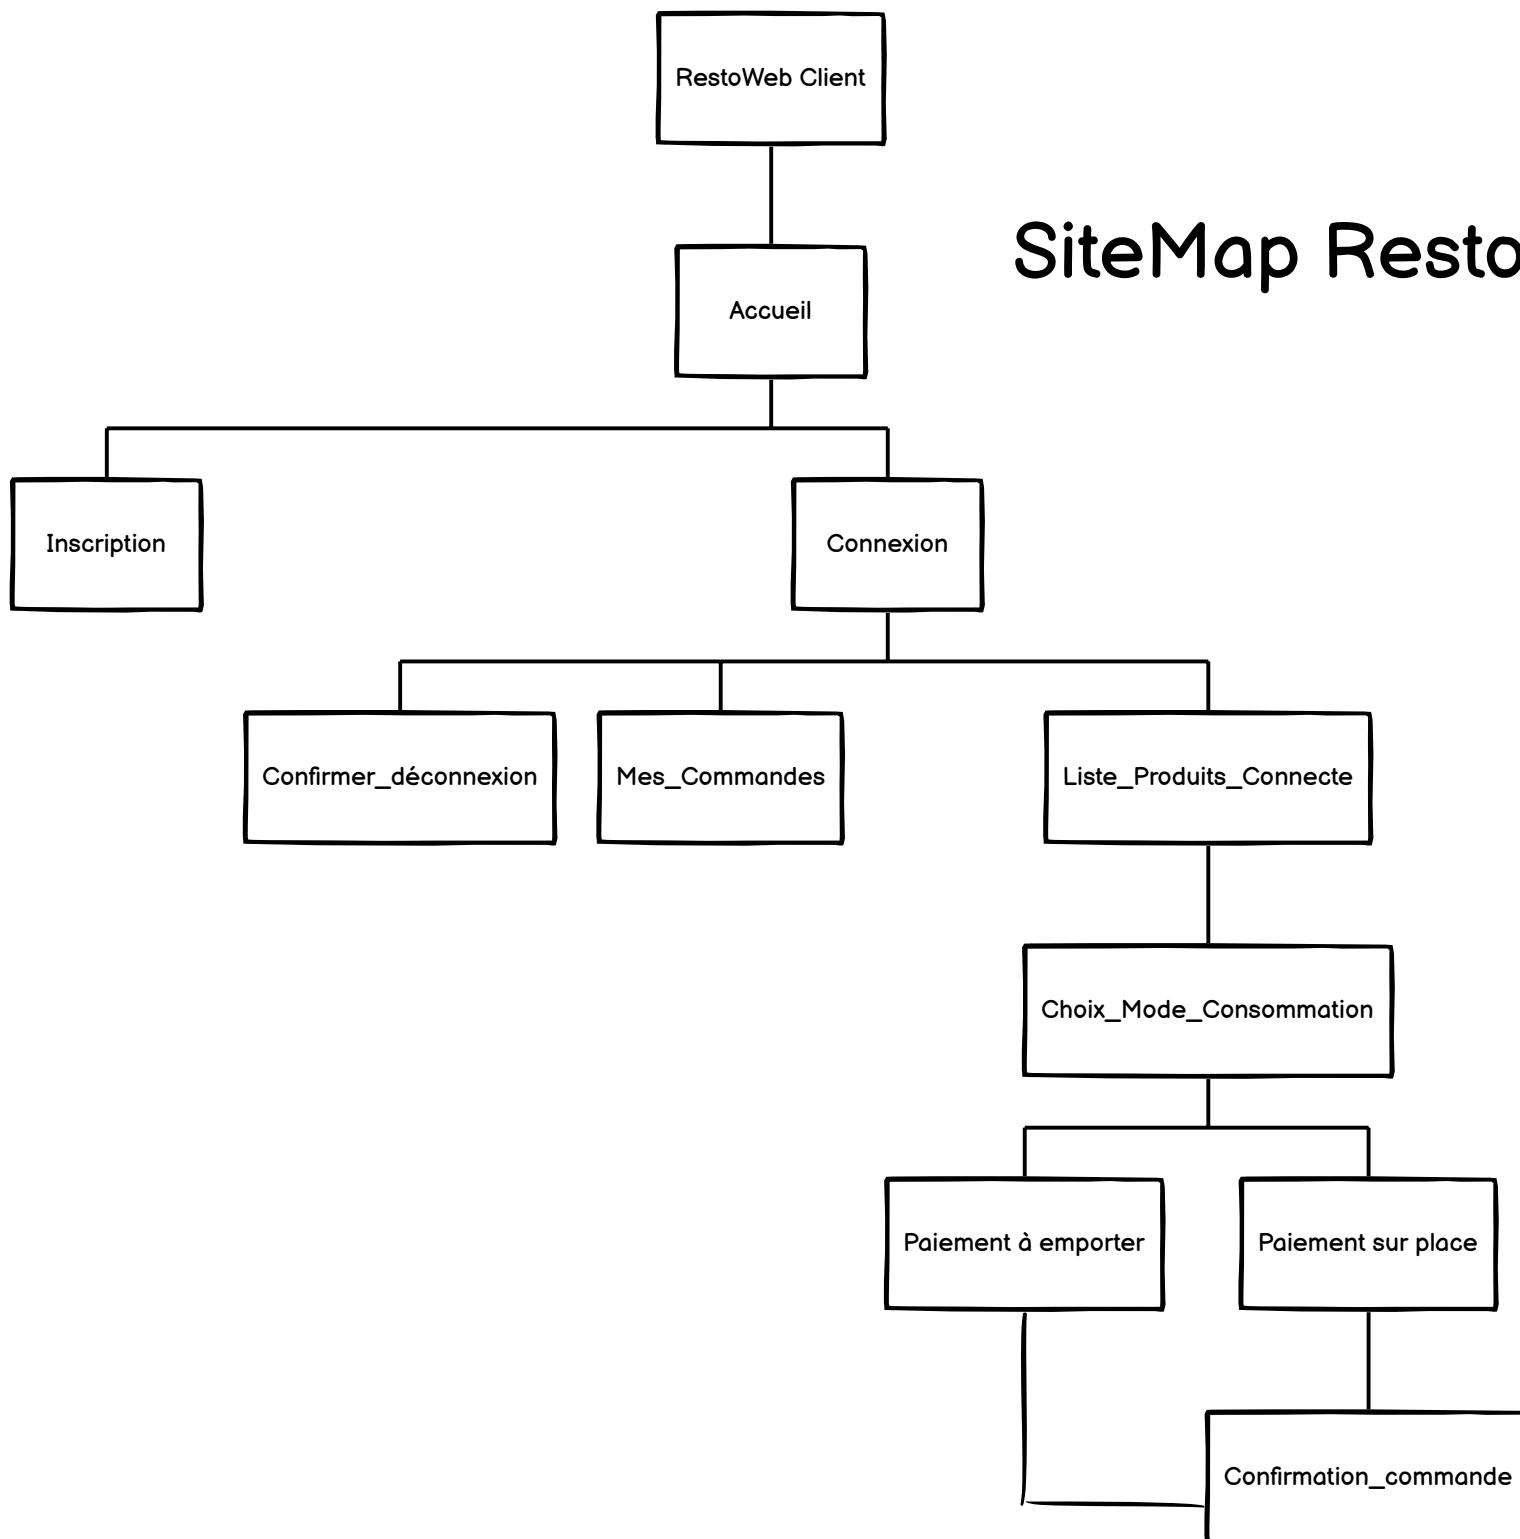 RestoWeb Client
SiteMap Resto
Accueil
Inscription
Connexion
Confirmer_déconnexion
Mes_Commandes
Liste_Produits_Connecte
Choix_Mode_Consommation
Paiement à emporter
Paiement sur place
Confirmation_commande